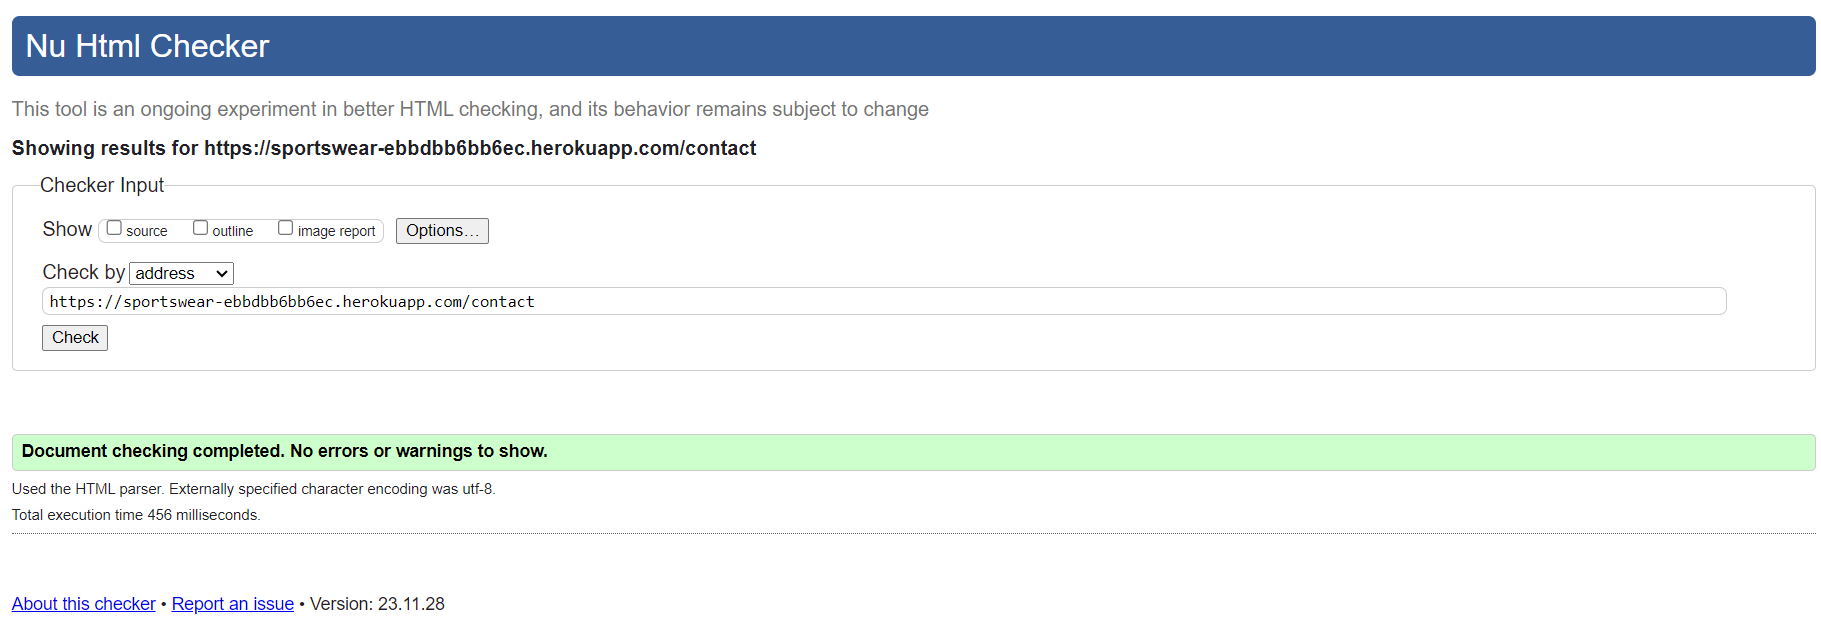 Nu Html Checker
This tool is an ongoing experiment in better HTML checking, and its behavior remains subject to change
Showing results for https://sportswear-ebbdbb6bb6ec.herokuapp.com/contact
Checker Input
Show source outline image report Options...
Check by address
https://sportswear-ebbdbb6bb6ec.herokuapp.com/contact
Check
Document checking completed. No errors or warnings to show.
Used the HTML parser. Externally specified character encoding was utf-8.
Total execution time 456 milliseconds.
About this checker • Report an issue • Version: 23.11.28